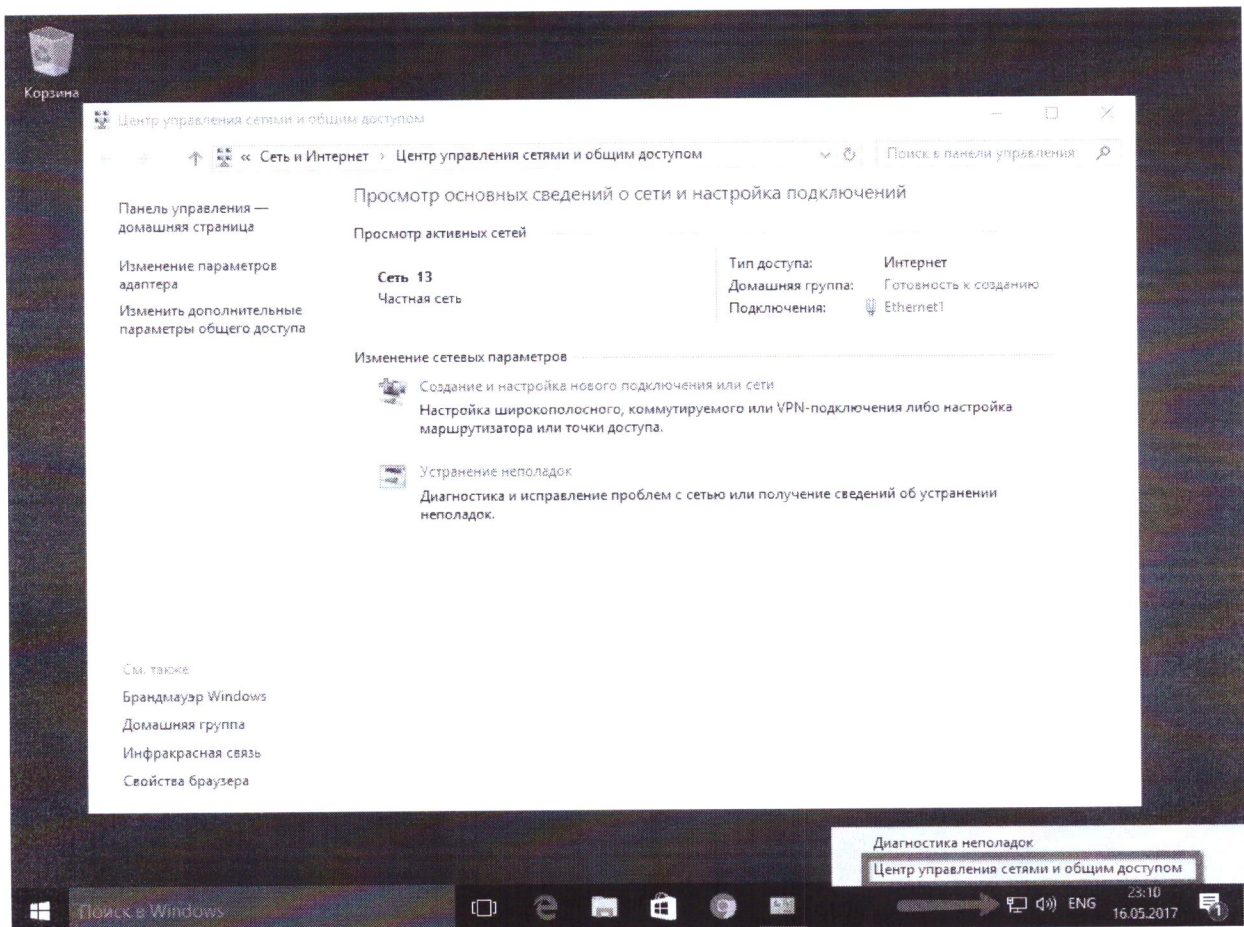 Корзина
Центр управления сетями и общим доступом
« Сеть и Интернет › Центр управления сетями и общим доступом
Поиск в панели управления
Панель управления —
домашняя страница
Изменение параметров
адаптера
Изменить дополнительные
параметры общего доступа
Просмотр основных сведений о сети и настройка подключений
Просмотр активных сетей
Сеть 13
Частная сеть
Тип доступа: Интернет
Домашняя группа: Готовность к созданию
Подключения: Ethernet1
Изменение сетевых параметров
Создание и настройка нового подключения или сети
Настройка широкополосного, коммутируемого или VPN-подключения либо настройка
маршрутизатора или точки доступа.
Устранение неполадок
Диагностика и исправление проблем с сетью или получение сведений об устранении
неполадок.
См. также
Брандмауэр Windows
Домашняя группа
Инфракрасная связь
Свойства браузера
Диагностика неполадок
Центр управления сетями и общим доступом
Поиск в Windows
ENG
23:10
16.05.2017
1